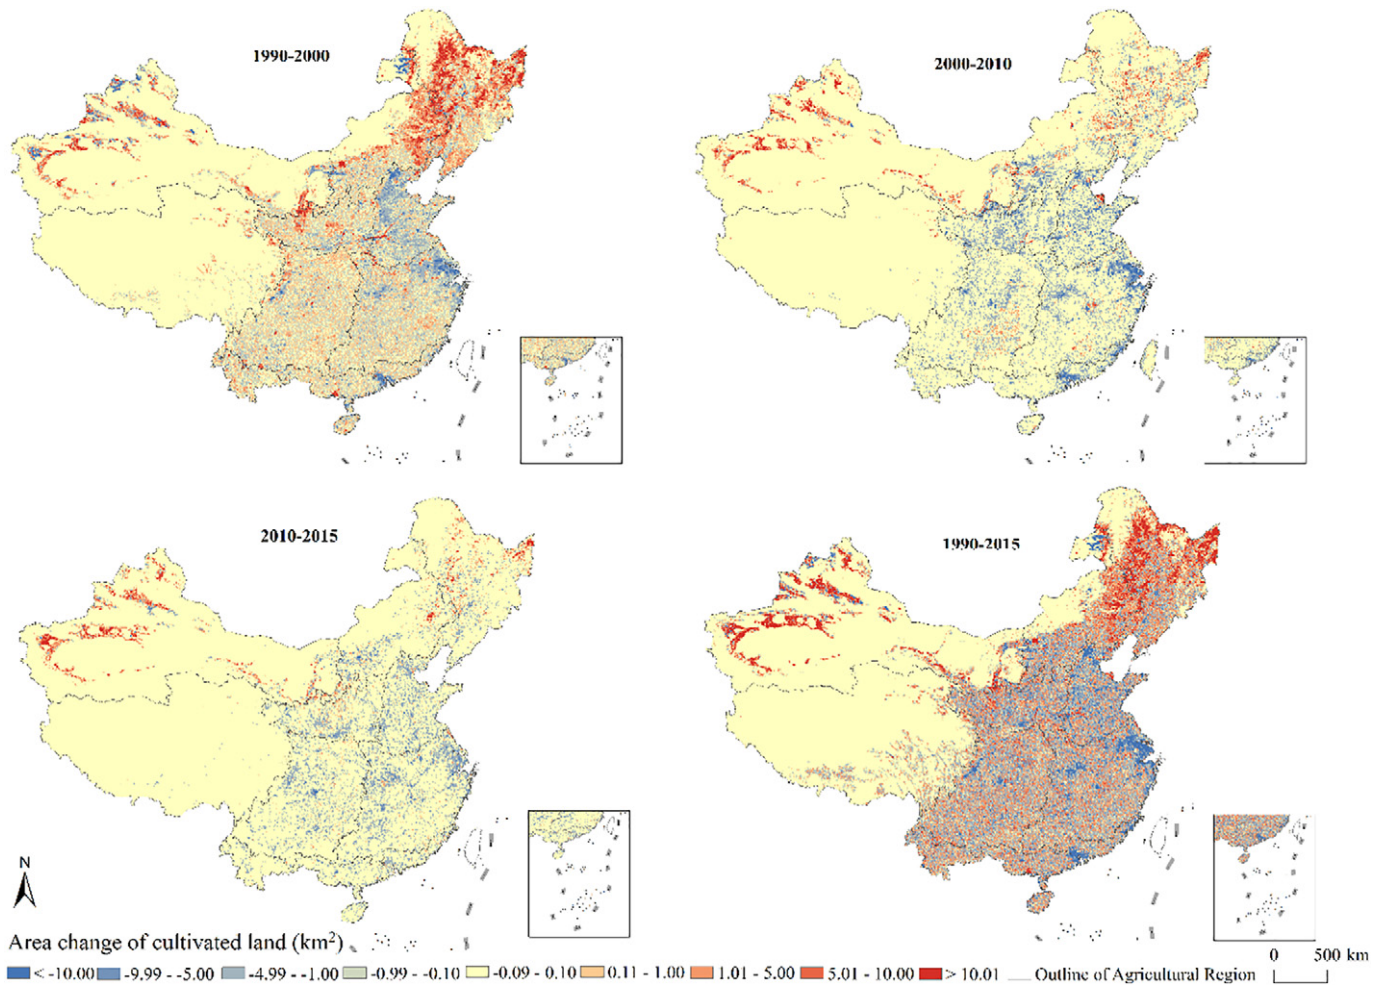 1990-2000
2000-2010
2010-2015
1990-2015
N
Area change of cultivated land (km²)
< -10.00 -9.99 - -5.00 -4.99 - -1.00 -0.99 - -0.10 -0.09 - 0.10 0.11 - 1.00 1.01 - 5.00 5.01 - 10.00 > 10.01 Outline of Agricultural Region
0 500 km